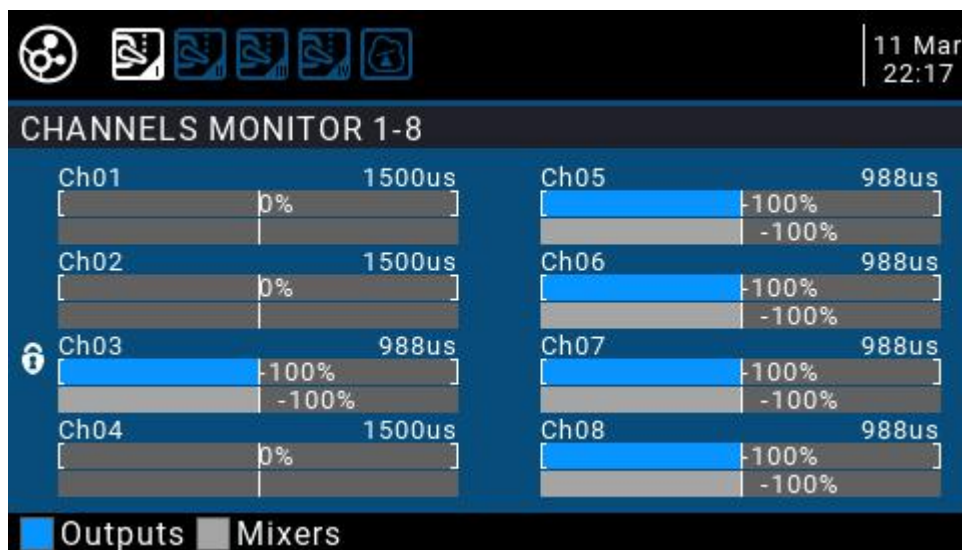 11 Mar
22:17
CHANNELS MONITOR 1-8
Ch01 1500us
0%
Ch02 1500us
0%
Ch03 988us
-100%
-100%
Ch04 1500us
0%
Ch05 988us
-100%
-100%
Ch06 988us
-100%
-100%
Ch07 988us
-100%
-100%
Ch08 988us
-100%
-100%
Outputs Mixers